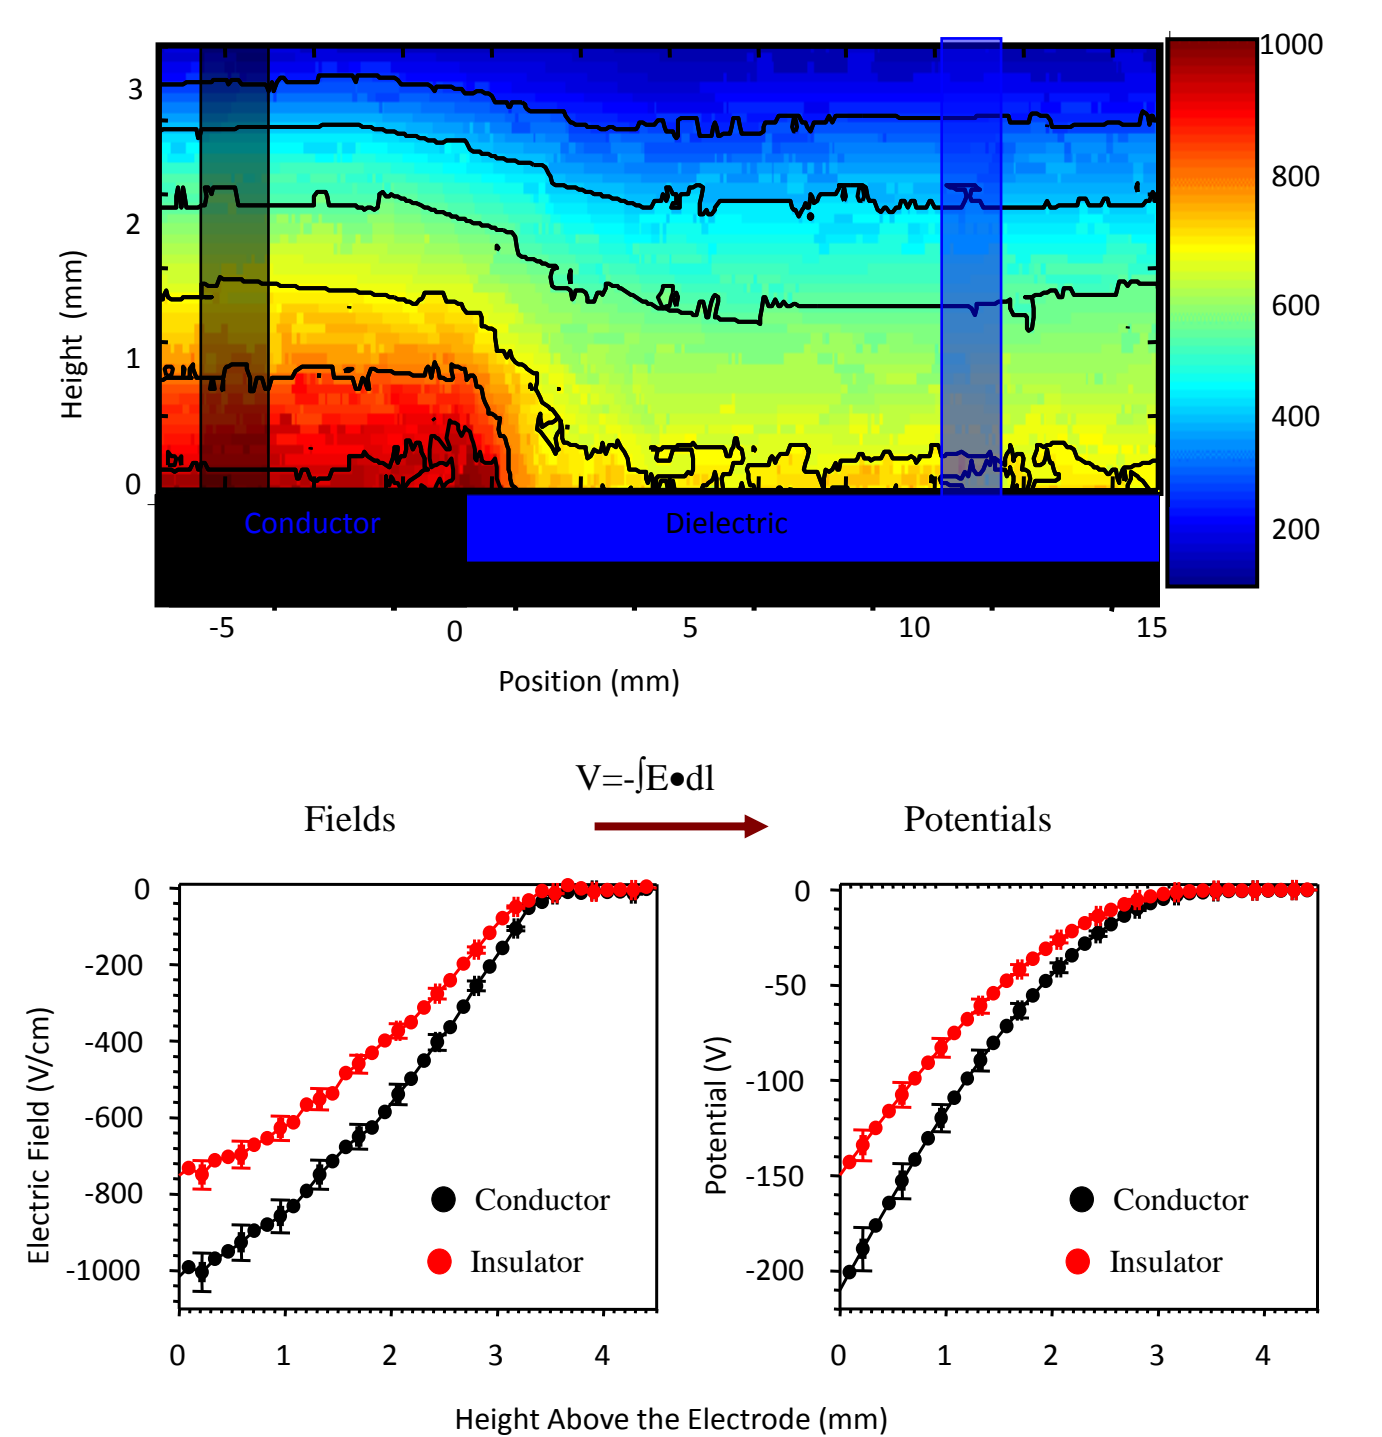 1000
3
800
2
Height (mm)
600
1
400
0
Conductor
Dielectric
200
-5
0
5
10
15
Position (mm)
V=-∫E•dl
Fields
Potentials
0
-200
-400
-600
-800
-1000
Electric Field (V/cm)
Conductor
Insulator
0
1
2
3
4
0
-50
-100
-150
-200
Potential (V)
Conductor
Insulator
0
1
2
3
4
Height Above the Electrode (mm)